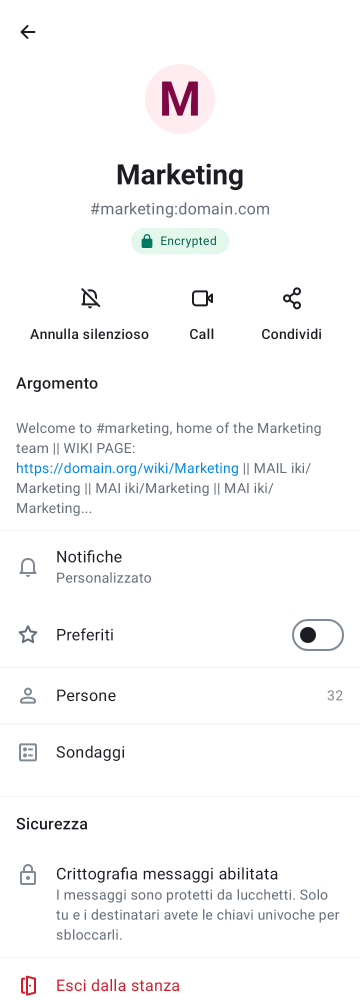 M
Marketing
#marketing:domain.com
Encrypted
Annulla silenzioso
Call
Condividi
Argomento
Welcome to #marketing, home of the Marketing
team || WIKI PAGE:
https://domain.org/wiki/Marketing || MAIL iki/
Marketing || MAI iki/Marketing || MAI iki/
Marketing...
Notifiche
Personalizzato
Preferiti
Persone
32
Sondaggi
Sicurezza
Crittografia messaggi abilitata
I messaggi sono protetti da lucchetti. Solo
tu e i destinatari avete le chiavi univoche per
sbloccarli.
Esci dalla stanza